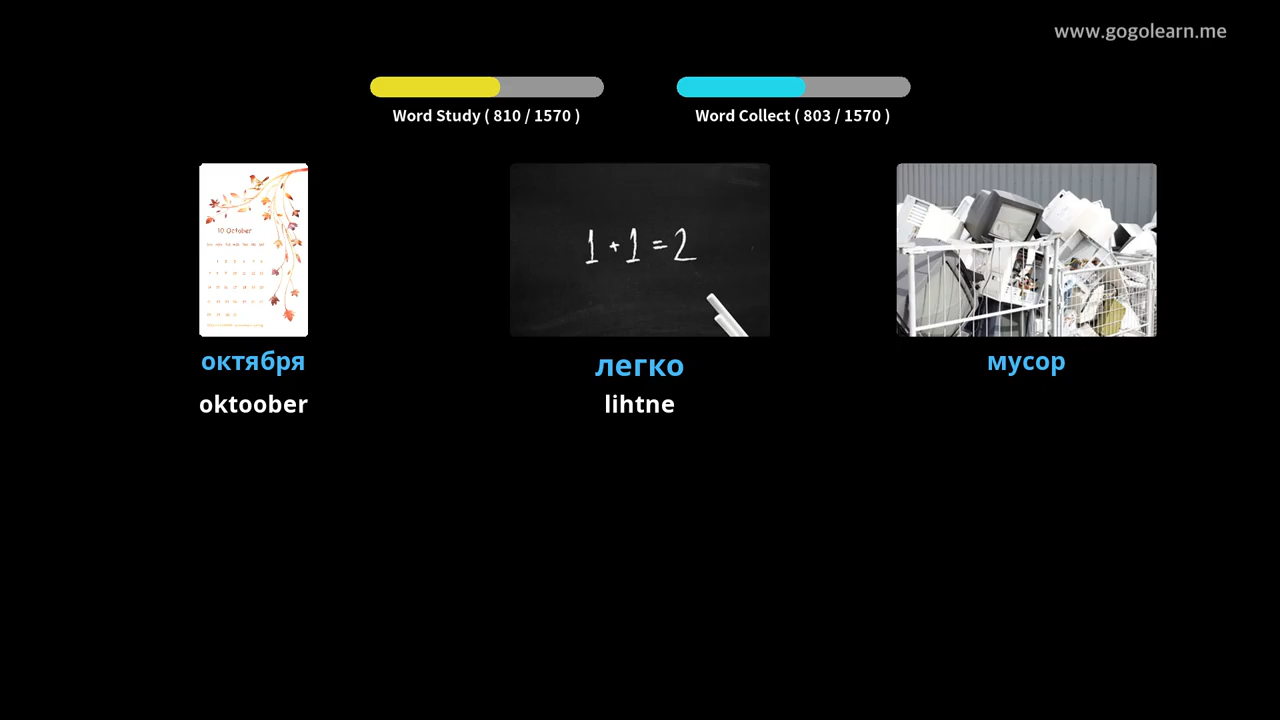 www.gogolearn.me
Word Study ( 810 / 1570 )
Word Collect ( 803 / 1570 )
10 October
1 + 1 = 2
октября
легко
мусор
oktoober
lihtne